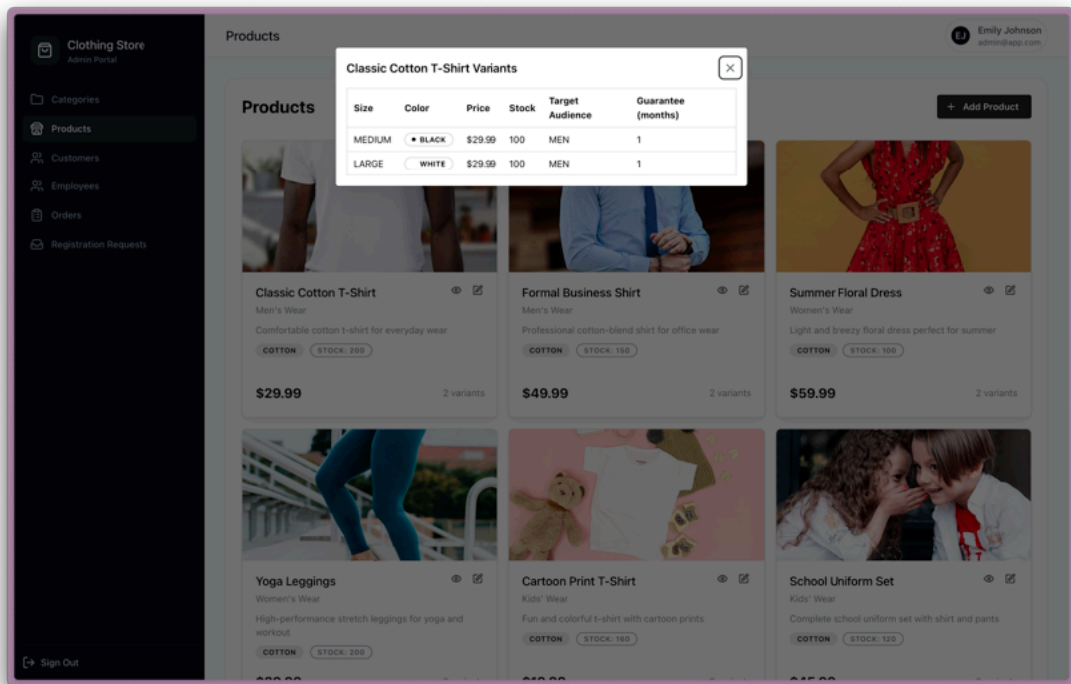 Clothing Store
Admin Portal
Categories
Products
Customers
Employees
Orders
Registration Requests
Sign Out
Products
EJ
Emily Johnson
admin@app.com
Classic Cotton T-Shirt Variants
Size Color Price Stock Target Audience Guarantee (months)
MEDIUM BLACK $29.99 100 MEN 1
LARGE WHITE $29.99 100 MEN 1
Products
+ Add Product
Classic Cotton T-Shirt
Men's Wear
Comfortable cotton t-shirt for everyday wear
COTTON STOCK: 200
$29.99 2 variants
Formal Business Shirt
Men's Wear
Professional cotton-blend shirt for office wear
COTTON STOCK: 150
$49.99 2 variants
Summer Floral Dress
Women's Wear
Light and breezy floral dress perfect for summer
COTTON STOCK: 100
$59.99 2 variants
Yoga Leggings
Women's Wear
High-performance stretch leggings for yoga and
workout
COTTON STOCK: 200
Cartoon Print T-Shirt
Kids' Wear
Fun and colorful t-shirt with cartoon prints
COTTON STOCK: 160
School Uniform Set
Kids' Wear
Complete school uniform set with shirt and pants
COTTON STOCK: 120